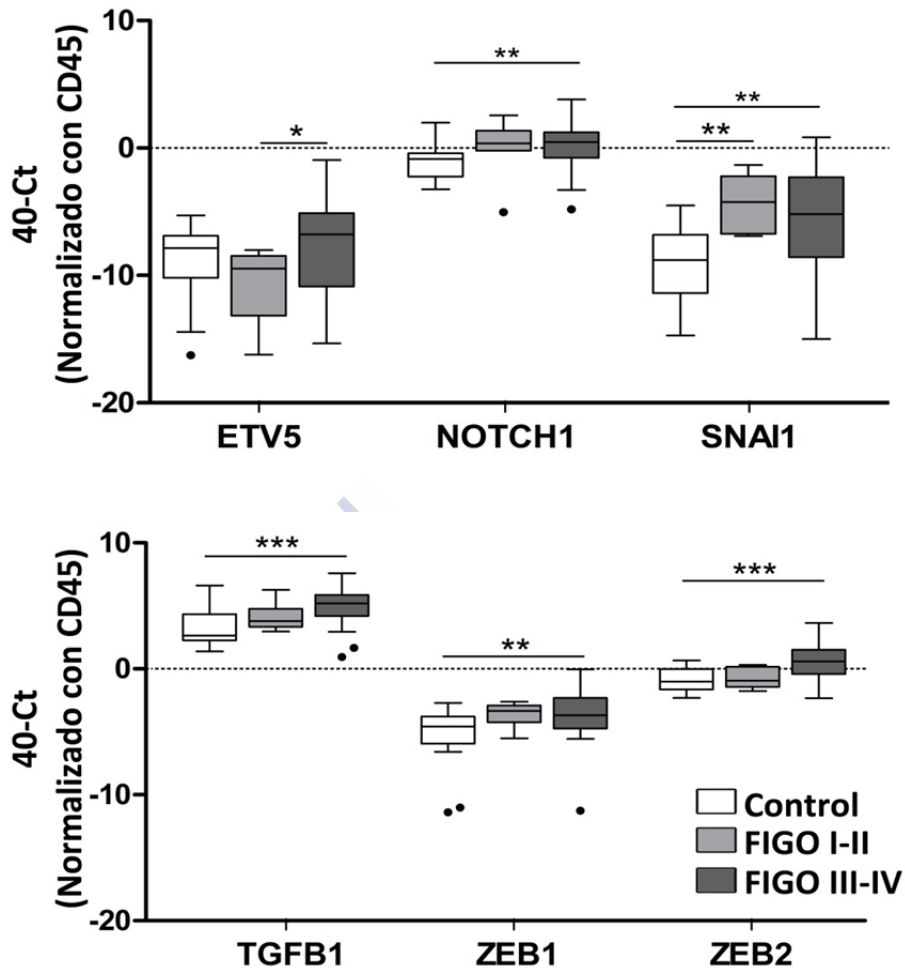 10
0
-10
-20
40-Ct
(Normalizado con CD45)
*
**
**
**
ETV5 NOTCH1 SNAI1
10
0
-10
-20
40-Ct
(Normalizado con CD45)
***
**
***
Control
FIGO I-II
FIGO III-IV
TGFB1 ZEB1 ZEB2